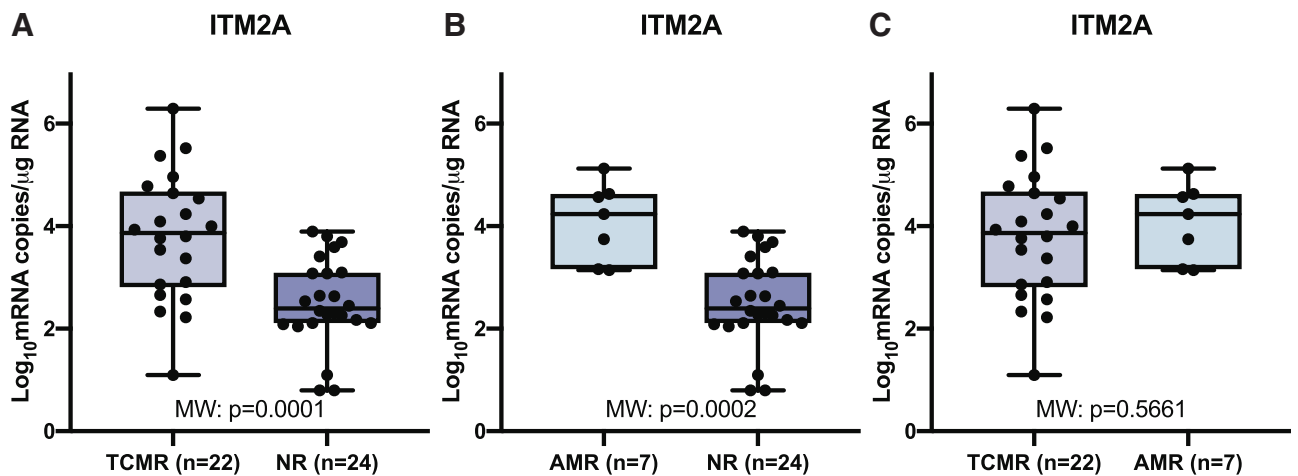 A
ITM2A
Log10mRNA copies/μg RNA
6
4
2
0
MW: p=0.0001
TCMR (n=22)
NR (n=24)
B
ITM2A
Log10mRNA copies/μg RNA
6
4
2
0
MW: p=0.0002
AMR (n=7)
NR (n=24)
C
ITM2A
Log10mRNA copies/μg RNA
6
4
2
0
MW: p=0.5661
TCMR (n=22)
AMR (n=7)